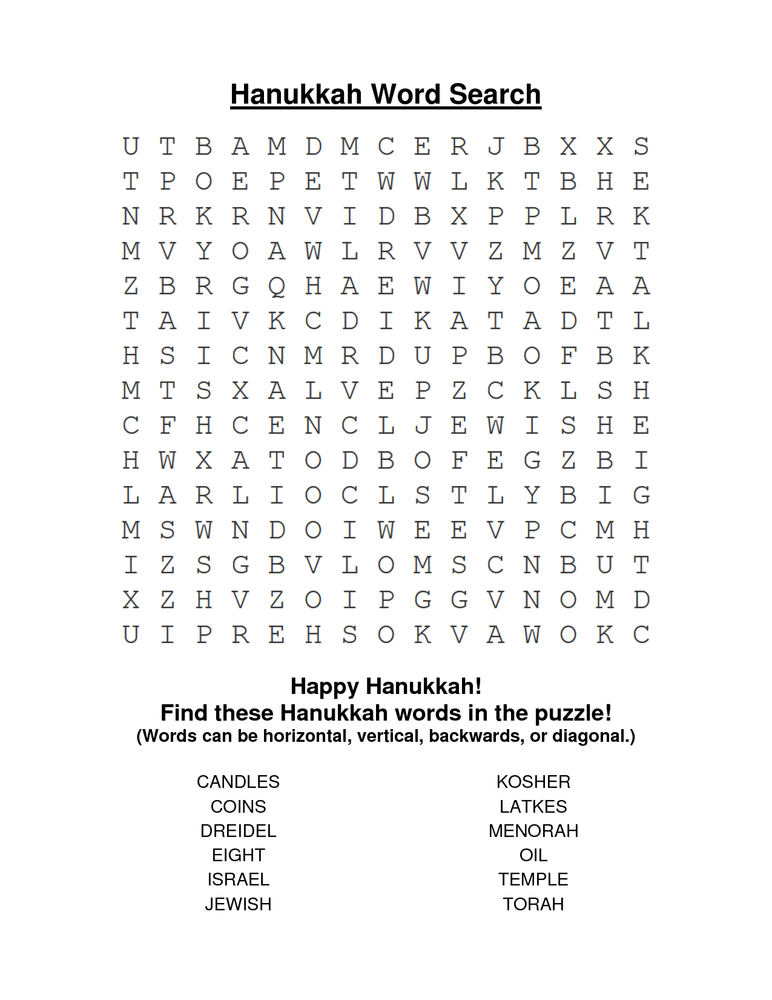 Hanukkah Word Search
U T B A M D M C E R J B X X S
T P O E P E T W W L K T B H E
N R K R N V I D B X P P L R K
M V Y O A W L R V V Z M Z V T
Z B R G Q H A E W I Y O E A A
T A I V K C D I K A T A D T L
H S I C N M R D U P B O F B K
M T S X A L V E P Z C K L S H
C F H C E N C L J E W I S H E
H W X A T O D B O F E G Z B I
L A R L I O C L S T L Y B I G
M S W N D O I W E E V P C M H
I Z S G B V L O M S C N B U T
X Z H V Z O I P G G V N O M D
U I P R E H S O K V A W O K C
Happy Hanukkah!
Find these Hanukkah words in the puzzle!
(Words can be horizontal, vertical, backwards, or diagonal.)
CANDLES KOSHER
COINS LATKES
DREIDEL MENORAH
EIGHT OIL
ISRAEL TEMPLE
JEWISH TORAH